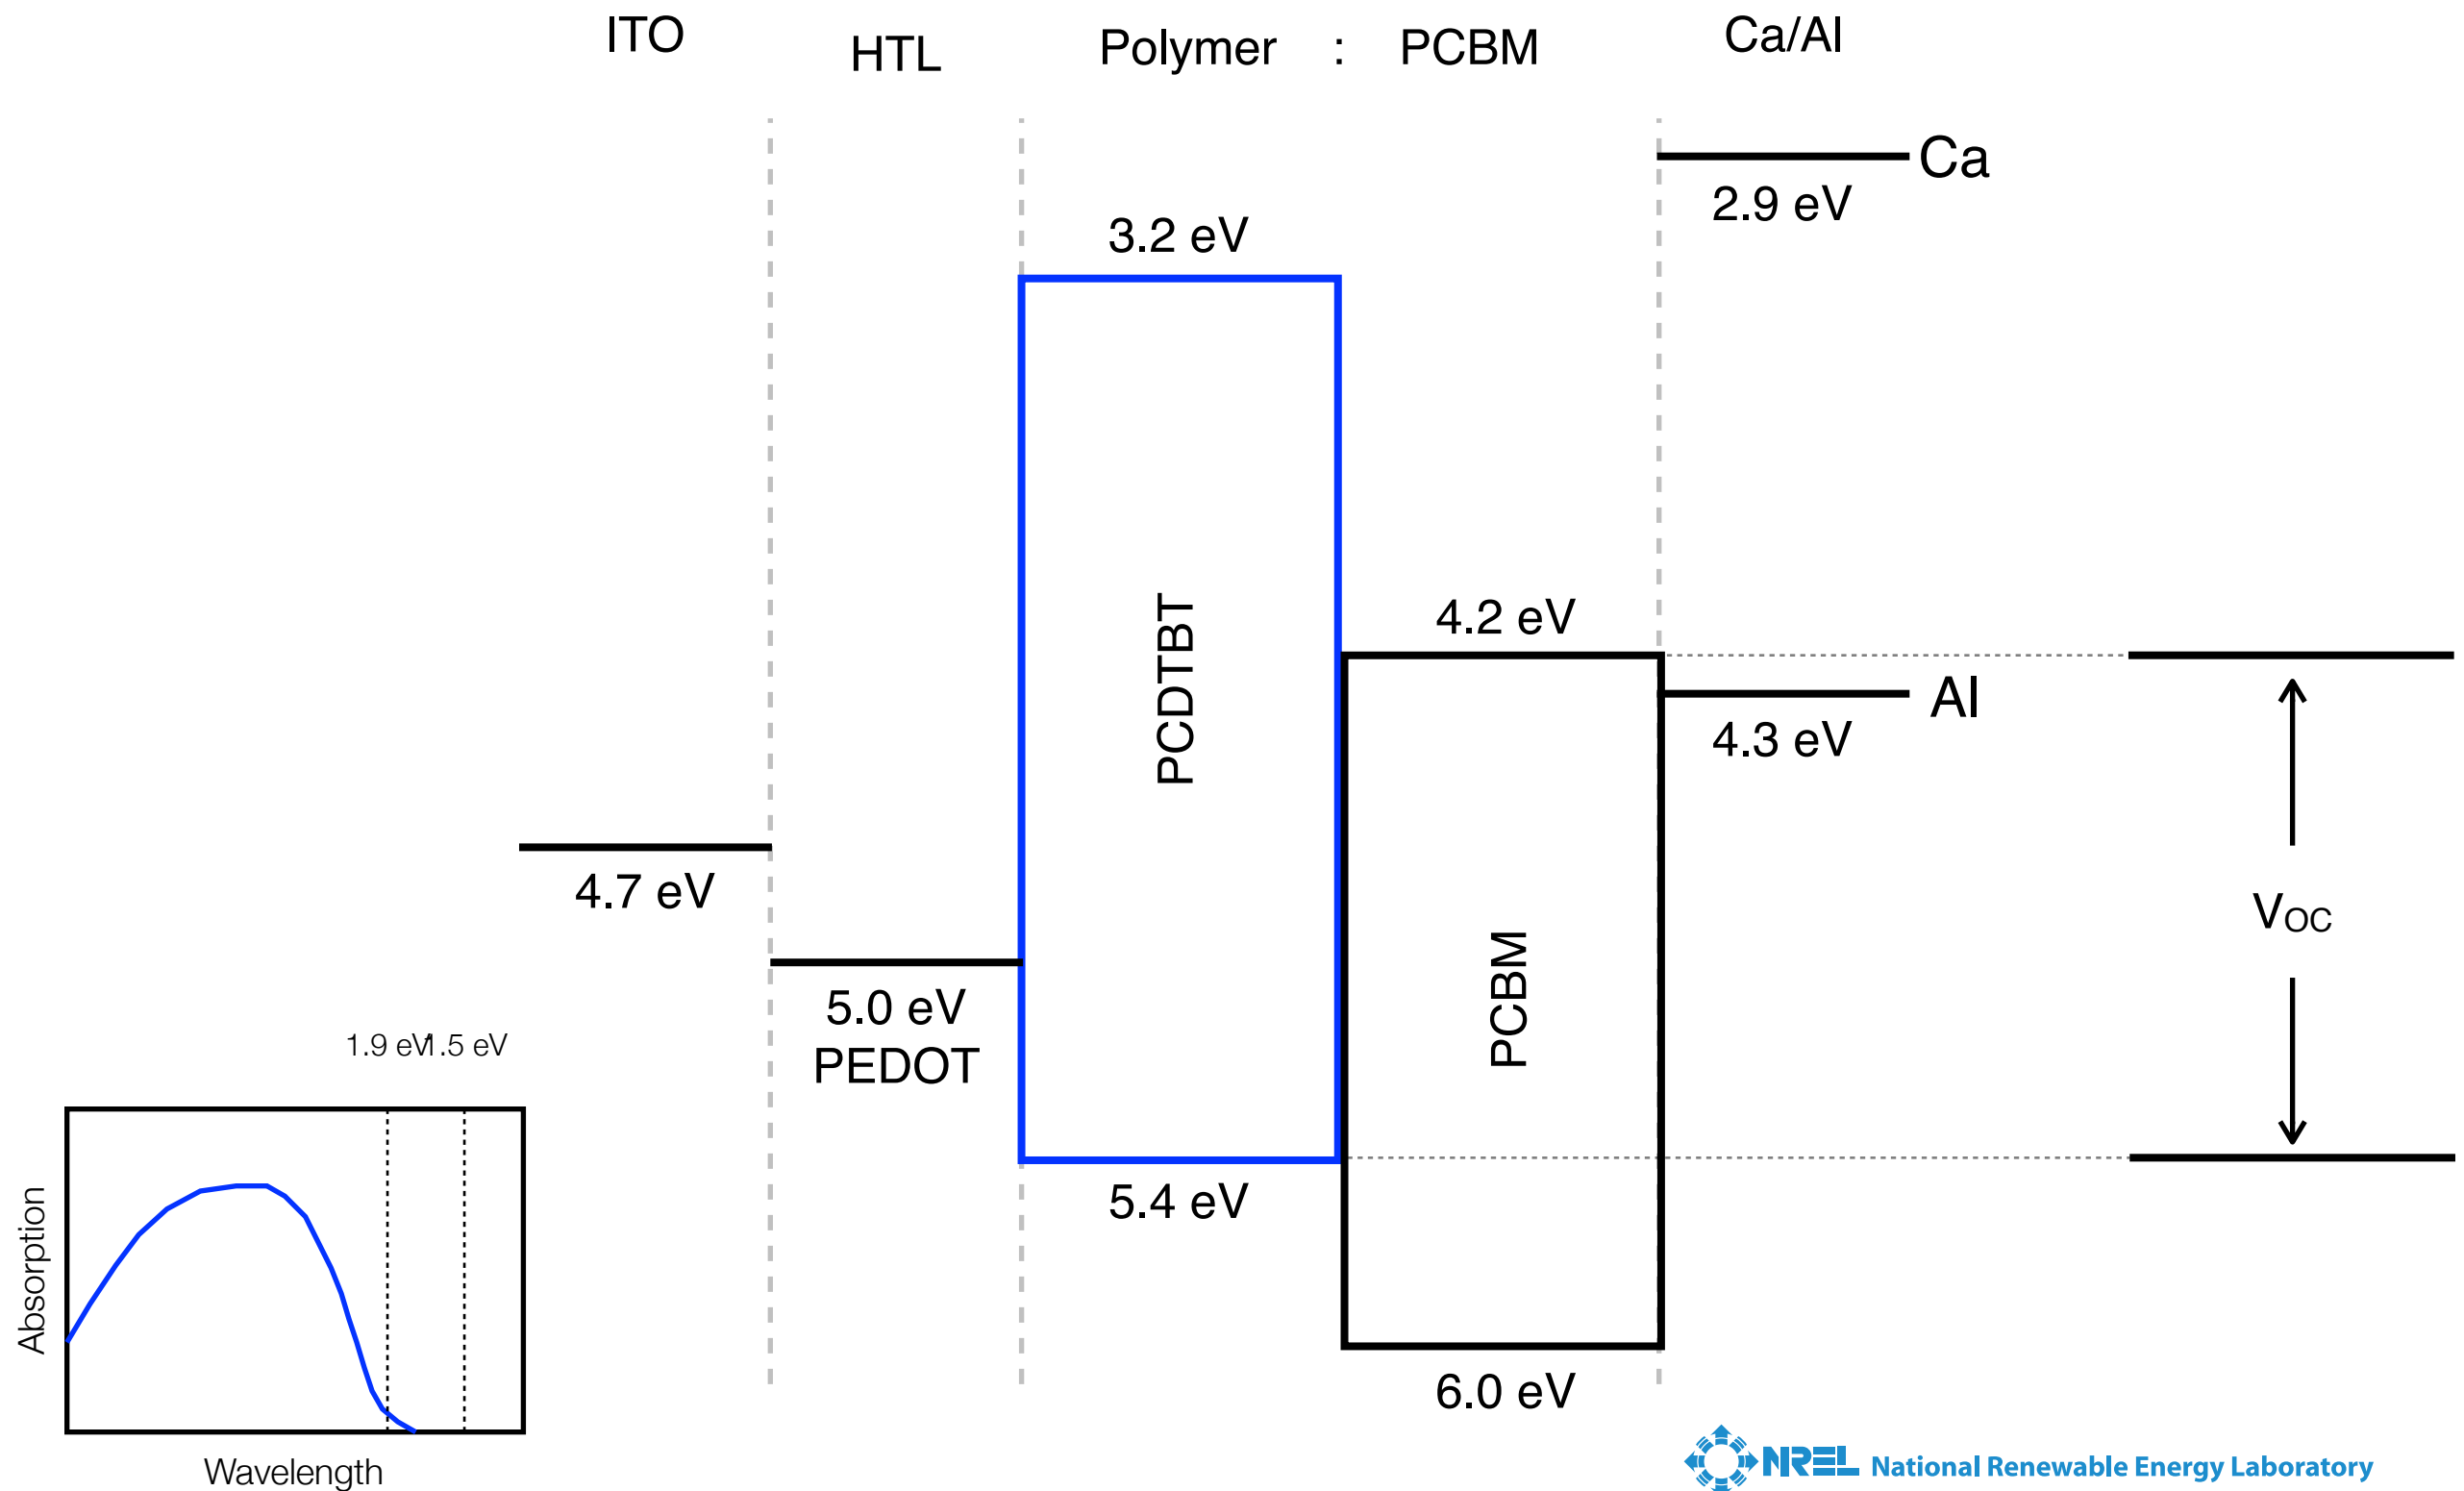 ITO
HTL
Polymer : PCBM
Ca/Al
Ca
2.9 eV
3.2 eV
4.2 eV
PCDTBT
Al
4.3 eV
4.7 eV
VOC
PCBM
5.0 eV
PEDOT
1.9 eV
1.5 eV
5.4 eV
Absorption
6.0 eV
Wavelength
NREL National Renewable Energy Laboratory